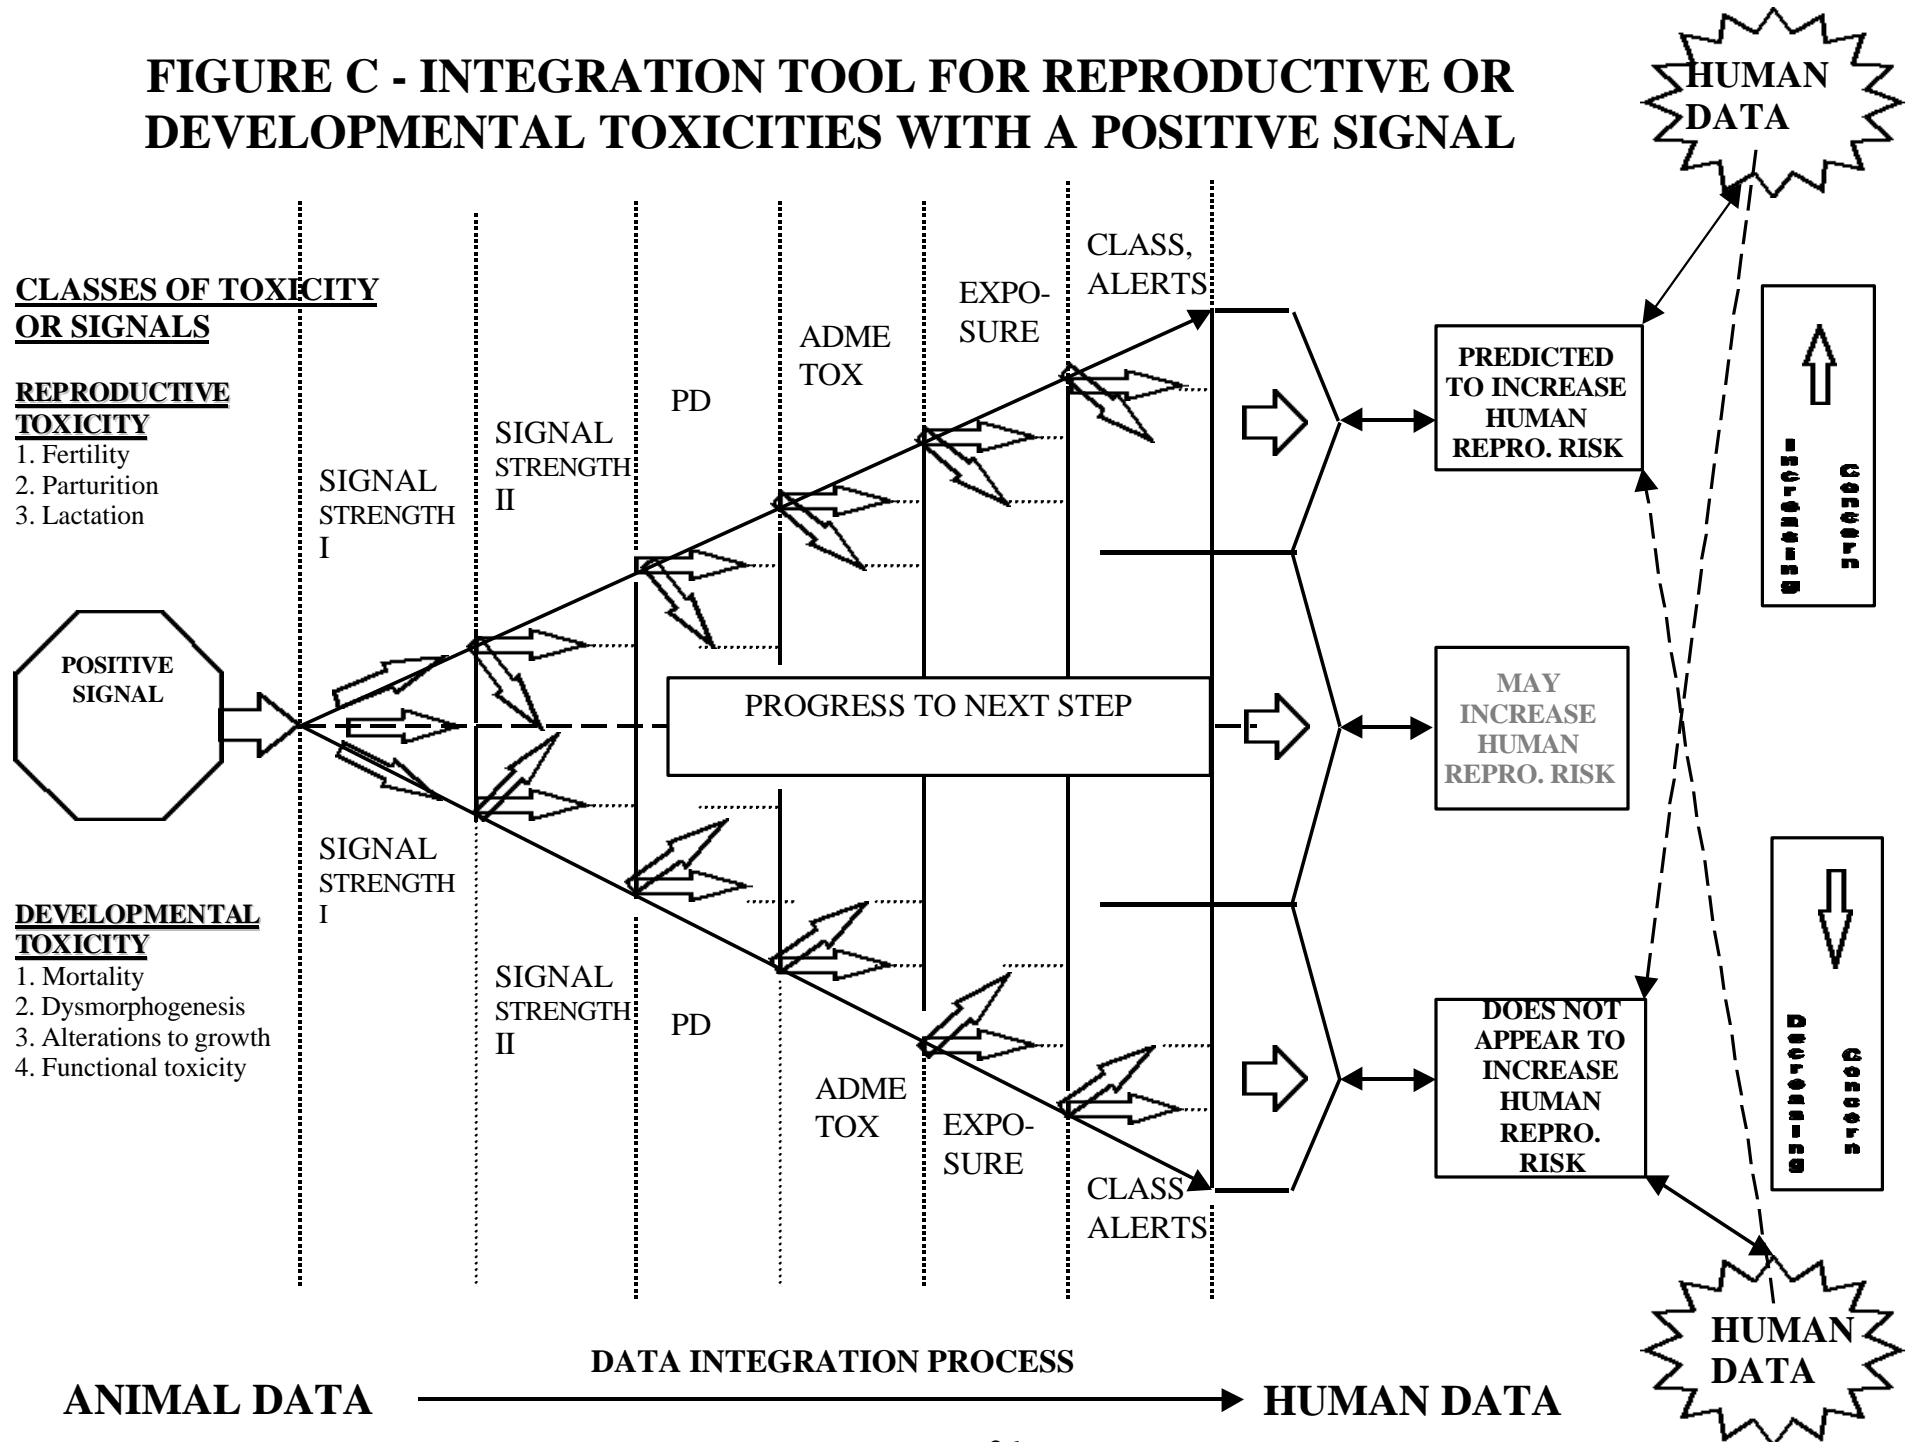 FIGURE C - INTEGRATION TOOL FOR REPRODUCTIVE OR
DEVELOPMENTAL TOXICITIES WITH A POSITIVE SIGNAL
HUMAN
DATA
CLASSES OF TOXICITY
OR SIGNALS
REPRODUCTIVE
TOXICITY
1. Fertility
2. Parturition
3. Lactation
POSITIVE
SIGNAL
DEVELOPMENTAL
TOXICITY
1. Mortality
2. Dysmorphogenesis
3. Alterations to growth
4. Functional toxicity
SIGNAL
STRENGTH
I
SIGNAL
STRENGTH
II
PD
ADME
TOX
EXPO-
SURE
CLASS,
ALERTS
PROGRESS TO NEXT STEP
SIGNAL
STRENGTH
I
SIGNAL
STRENGTH
II
PD
ADME
TOX
EXPO-
SURE
CLASS
ALERTS
PREDICTED
TO INCREASE
HUMAN
REPRO. RISK
MAY
INCREASE
HUMAN
REPRO. RISK
DOES NOT
APPEAR TO
INCREASE
HUMAN
REPRO.
RISK
Increasing
Concern
Decreasing
Concern
HUMAN
DATA
DATA INTEGRATION PROCESS
ANIMAL DATA
HUMAN DATA